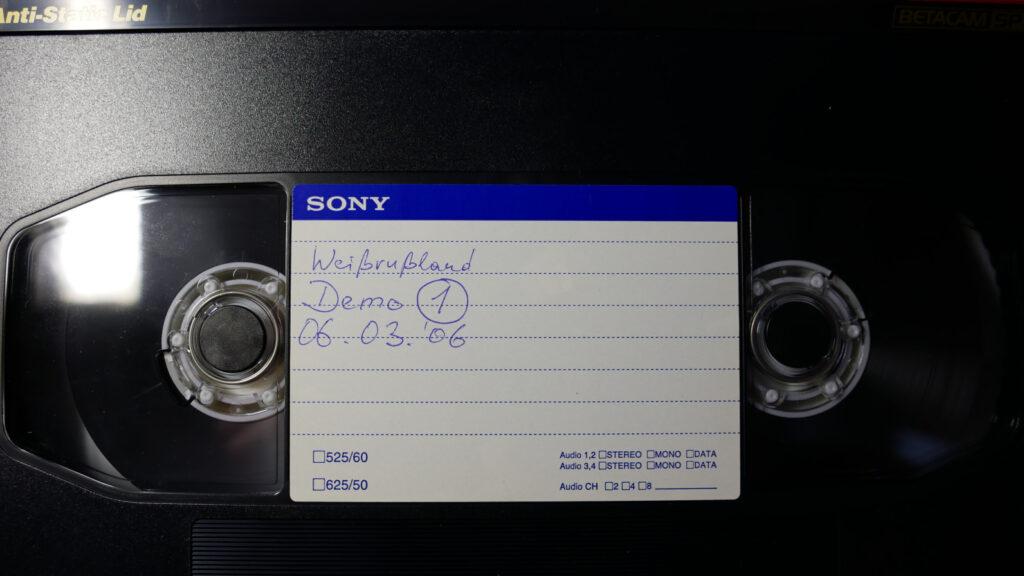 Anti-Static Lid
BETACAM SP
SONY
Weißrußland
Demo 1
06.03.'06
525/60
625/50
Audio 1,2 STEREO MONO DATA
Audio 3,4 STEREO MONO DATA
Audio CH 2 4 8